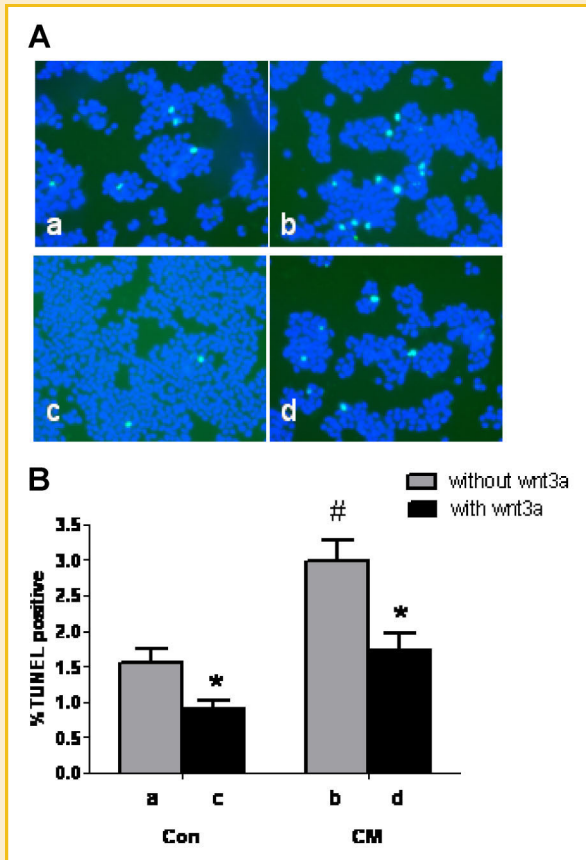 A
a
b
c
d
B
without wnt3a
with wnt3a
#
*
*
%TUNEL positive
3.5
3.0
2.5
2.0
1.5
1.0
0.5
0.0
a c b d
Con CM